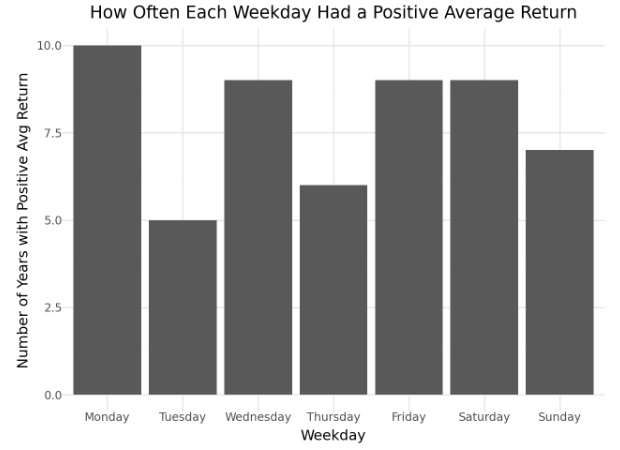 How Often Each Weekday Had a Positive Average Return
Number of Years with Positive Avg Return
10.0
7.5
5.0
2.5
0.0
Monday Tuesday Wednesday Thursday Friday Saturday Sunday
Weekday